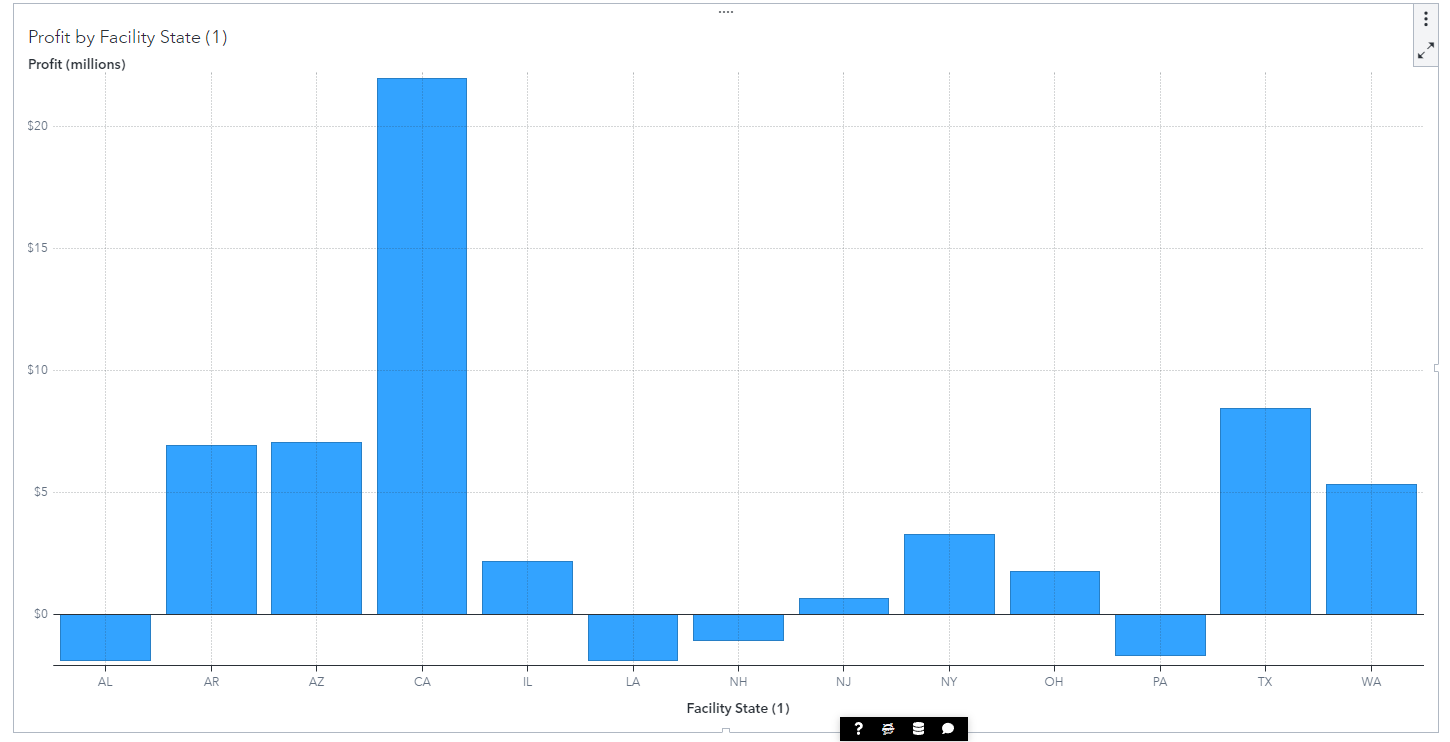 Profit by Facility State (1)
Profit (millions)
$20
$15
$10
$5
$0
AL AR AZ CA IL LA NH NJ NY OH PA TX WA
Facility State (1)
?